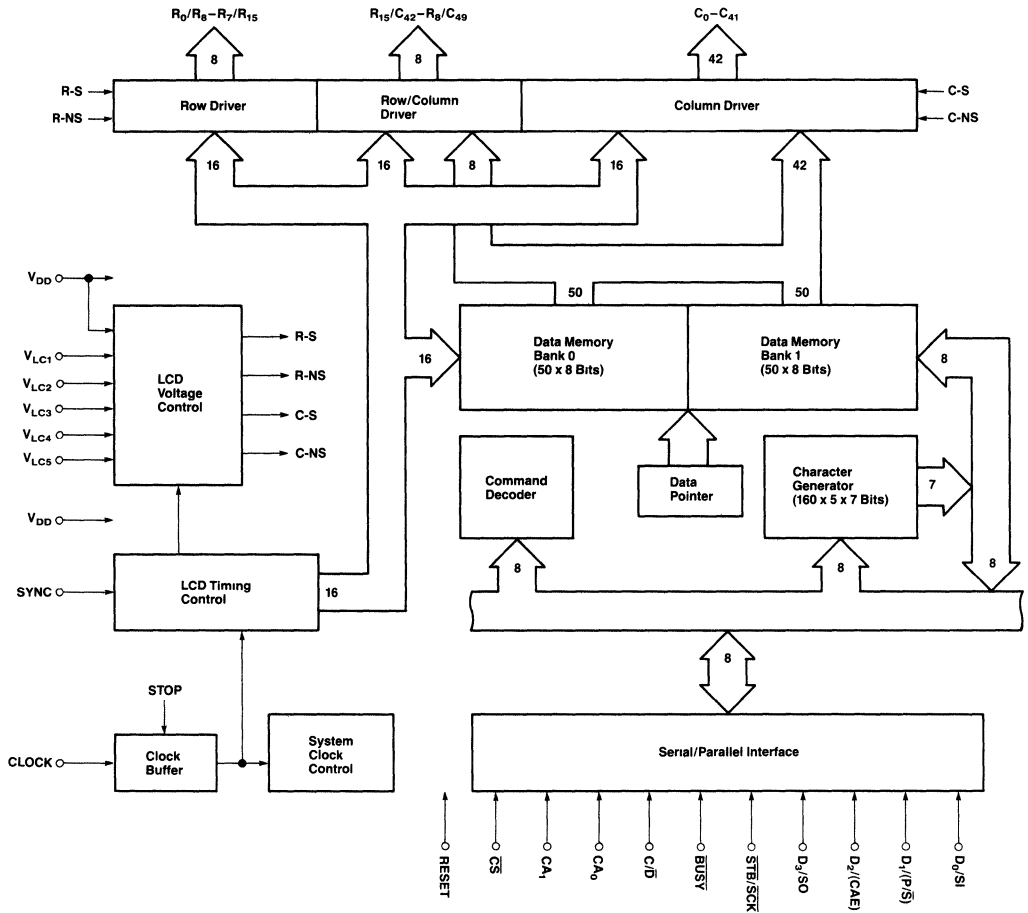 R0/R8–R7/R15
R15/C42–R8/C49
C0–C41
8
8
42
R-S
R-NS
Row Driver
Row/Column
Driver
Column Driver
C-S
C-NS
16
16
8
16
42
VDD
50
50
VLC1
VLC2
VLC3
VLC4
VLC5
LCD
Voltage
Control
R-S
R-NS
C-S
C-NS
16
Data Memory
Bank 0
(50 x 8 Bits)
Data Memory
Bank 1
(50 x 8 Bits)
8
Command
Decoder
Data
Pointer
Character
Generator
(160 x 5 x 7 Bits)
7
VDD
SYNC
LCD Timing
Control
16
8
8
8
8
STOP
CLOCK
Clock
Buffer
System
Clock
Control
Serial/Parallel Interface
RESET
C̅S̅
CA1
CA0
C/D̅
B̅U̅S̅Y̅
S̅T̅B̅/S̅C̅K̅
D3/SO
D2/(CAE)
D1/(P/S̅)
D0/SI